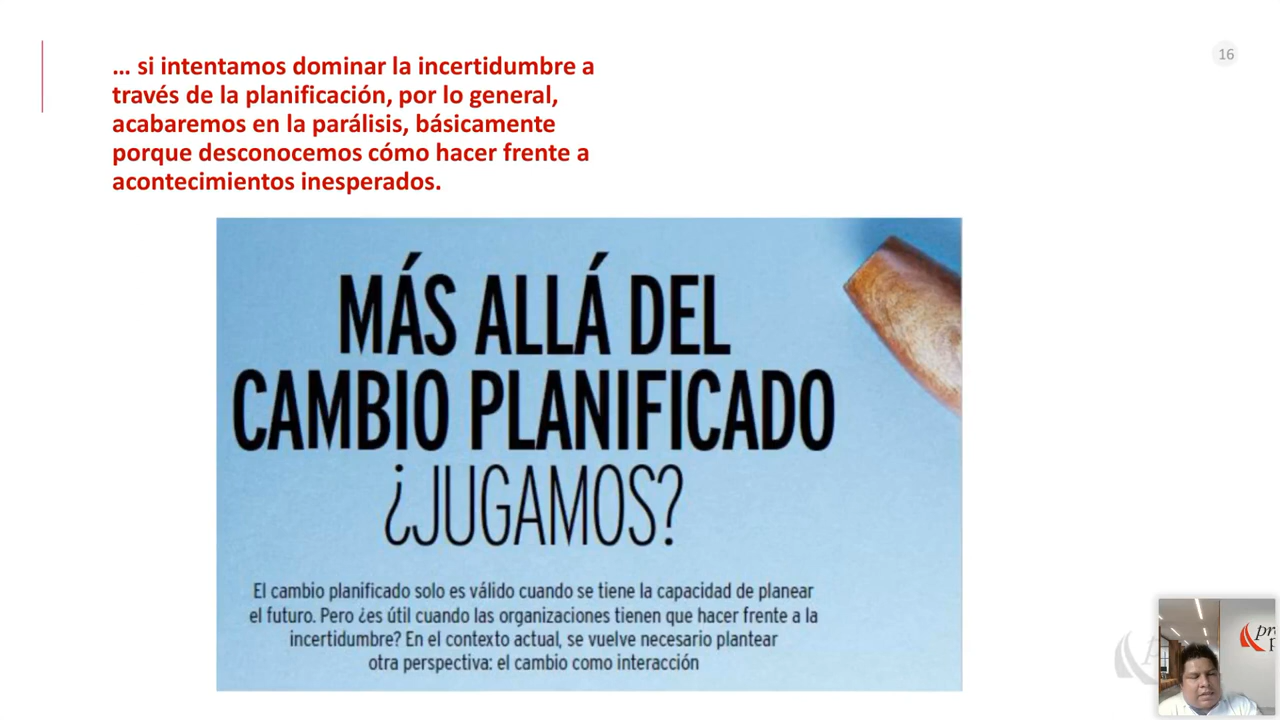 … si intentamos dominar la incertidumbre a
través de la planificación, por lo general,
acabaremos en la parálisis, básicamente
porque desconocemos cómo hacer frente a
acontecimientos inesperados.
16
MÁS ALLÁ DEL
CAMBIO PLANIFICADO
¿JUGAMOS?
El cambio planificado solo es válido cuando se tiene la capacidad de planear
el futuro. Pero ¿es útil cuando las organizaciones tienen que hacer frente a la
incertidumbre? En el contexto actual, se vuelve necesario plantear
otra perspectiva: el cambio como interacción